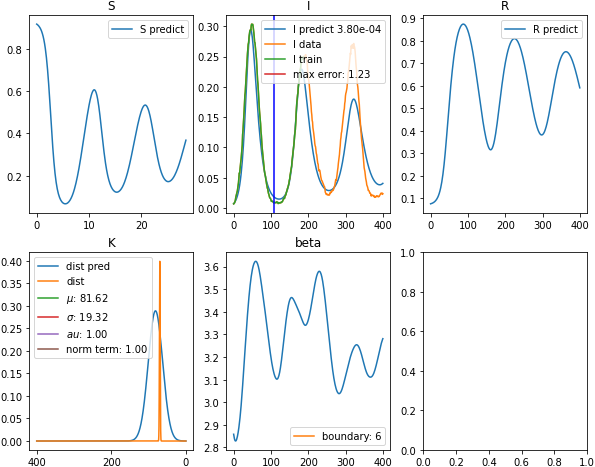 S
I
R
S predict
I predict 3.80e-04
I data
I train
max error: 1.23
R predict
0.8
0.6
0.4
0.2
0 10 20
0.30
0.25
0.20
0.15
0.10
0.05
0.00
0 100 200 300 400
0.9
0.8
0.7
0.6
0.5
0.4
0.3
0.2
0.1
0 100 200 300 400
K
beta
dist pred
dist
μ: 81.62
σ: 19.32
au: 1.00
norm term: 1.00
0.40
0.35
0.30
0.25
0.20
0.15
0.10
0.05
0.00
400 200 0
3.6
3.5
3.4
3.3
3.2
3.1
3.0
2.9
2.8
boundary: 6
0 100 200 300 400
1.0
0.8
0.6
0.4
0.2
0.0
0.0 0.2 0.4 0.6 0.8 1.0